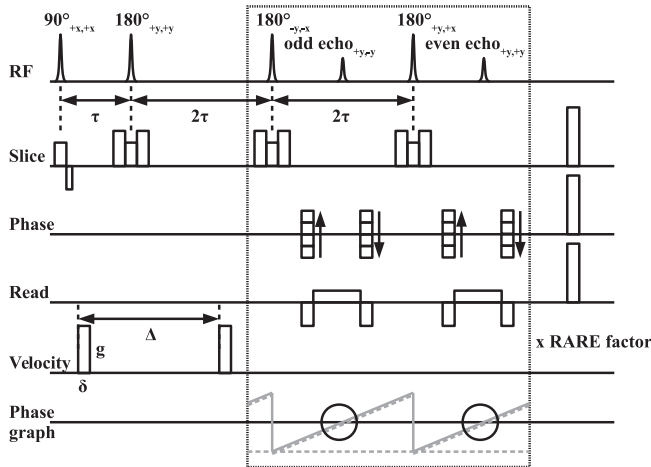 90° +x,+x 180° +y,+y 180° -y,-x 180° +y,+x
odd echo +y,-y even echo +y,+y
RF
τ 2τ 2τ
Slice
Phase
Read
Δ
g
x RARE factor
Velocity
δ
Phase
graph